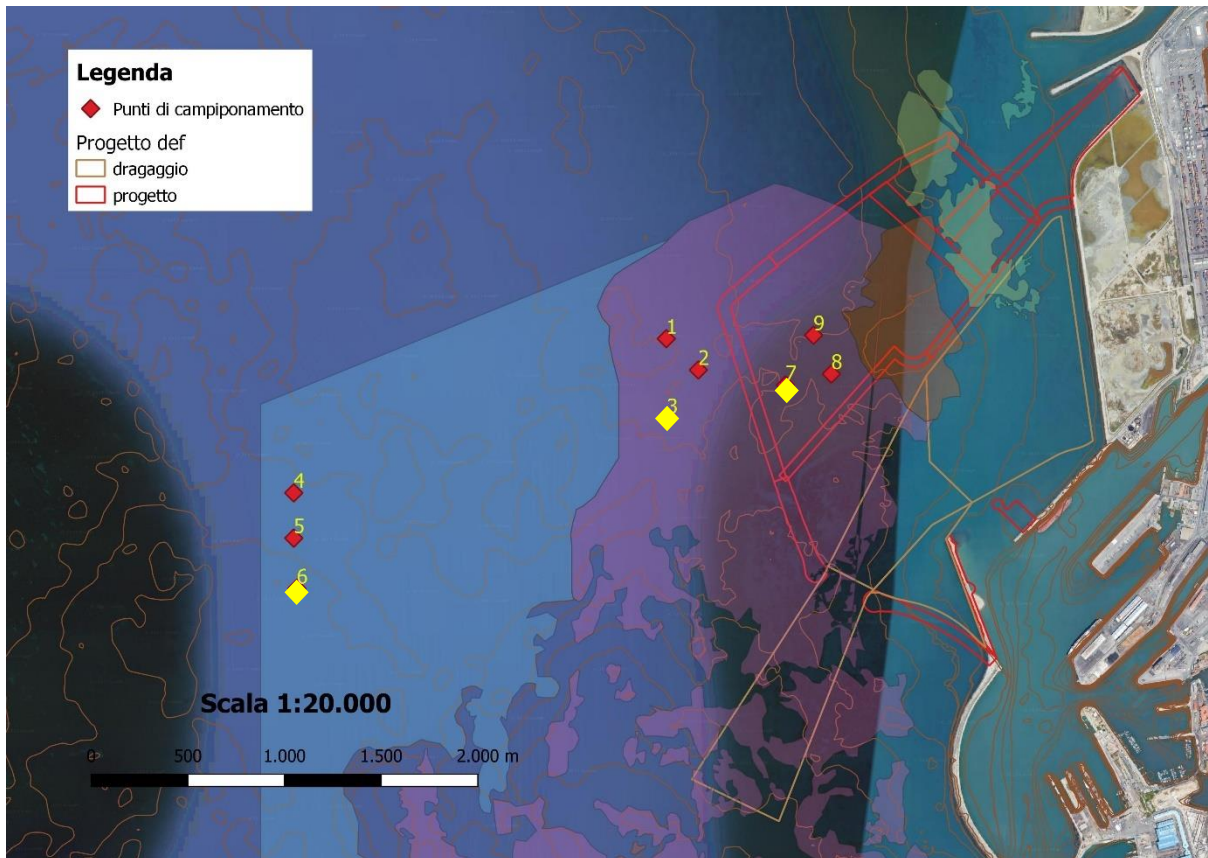 Legenda
Punti di campiponamento
Progetto def
dragaggio
progetto
1
9
2
8
7
3
4
5
6
Scala 1:20.000
0 500 1.000 1.500 2.000 m